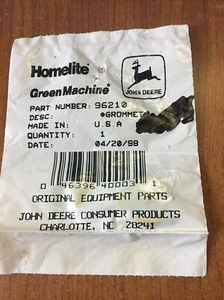 Homelite
JOHN DEERE
GreenMachine
PART NUMBER: 96210
DESC: *GROMMET
MADE IN: U.S.A
QUANTITY: 1
DATE: 04/20/98
0 46396 40003 1
ORIGINAL EQUIPMENT PARTS
JOHN DEERE CONSUMER PRODUCTS
CHARLOTTE, NC 28241